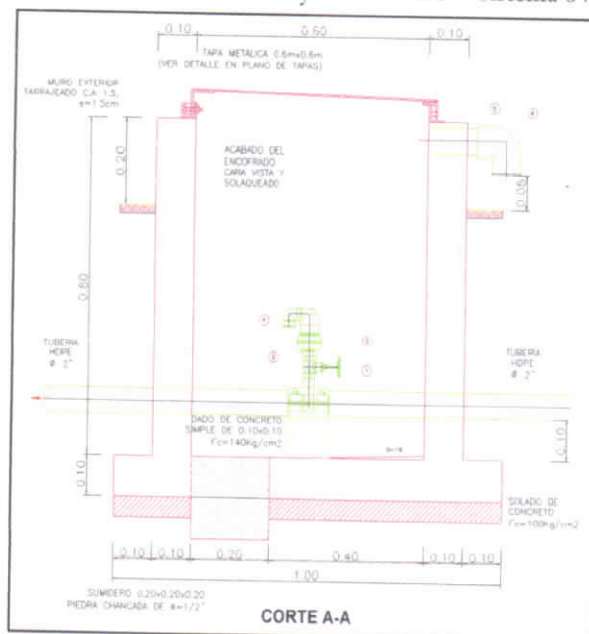 0.10
0.60
0.10
TAPA METÁLICA 0.6mx0.6m
(VER DETALLE EN PLANO DE TAPAS)
MURO EXTERIOR
TARRAJEADO C:A 1:5,
e=1.5cm
ACABADO DEL
ENCOFRADO
CARA VISTA Y
SOLAQUEADO
0.20
0.05
0.80
TUBERIA
HDPE
Ø 2"
TUBERIA
HDPE
Ø 2"
DADO DE CONCRETO
SIMPLE DE 0.10x0.10
f'c=140Kg/cm2
0.10
0.10
SOLADO DE
CONCRETO
f'c=100Kg/cm2
0.10
0.10
0.20
0.40
0.10
0.10
1.00
SUMIDERO 0.20x0.20x0.20
PIEDRA CHANCADA DE ø=1/2"
CORTE A-A